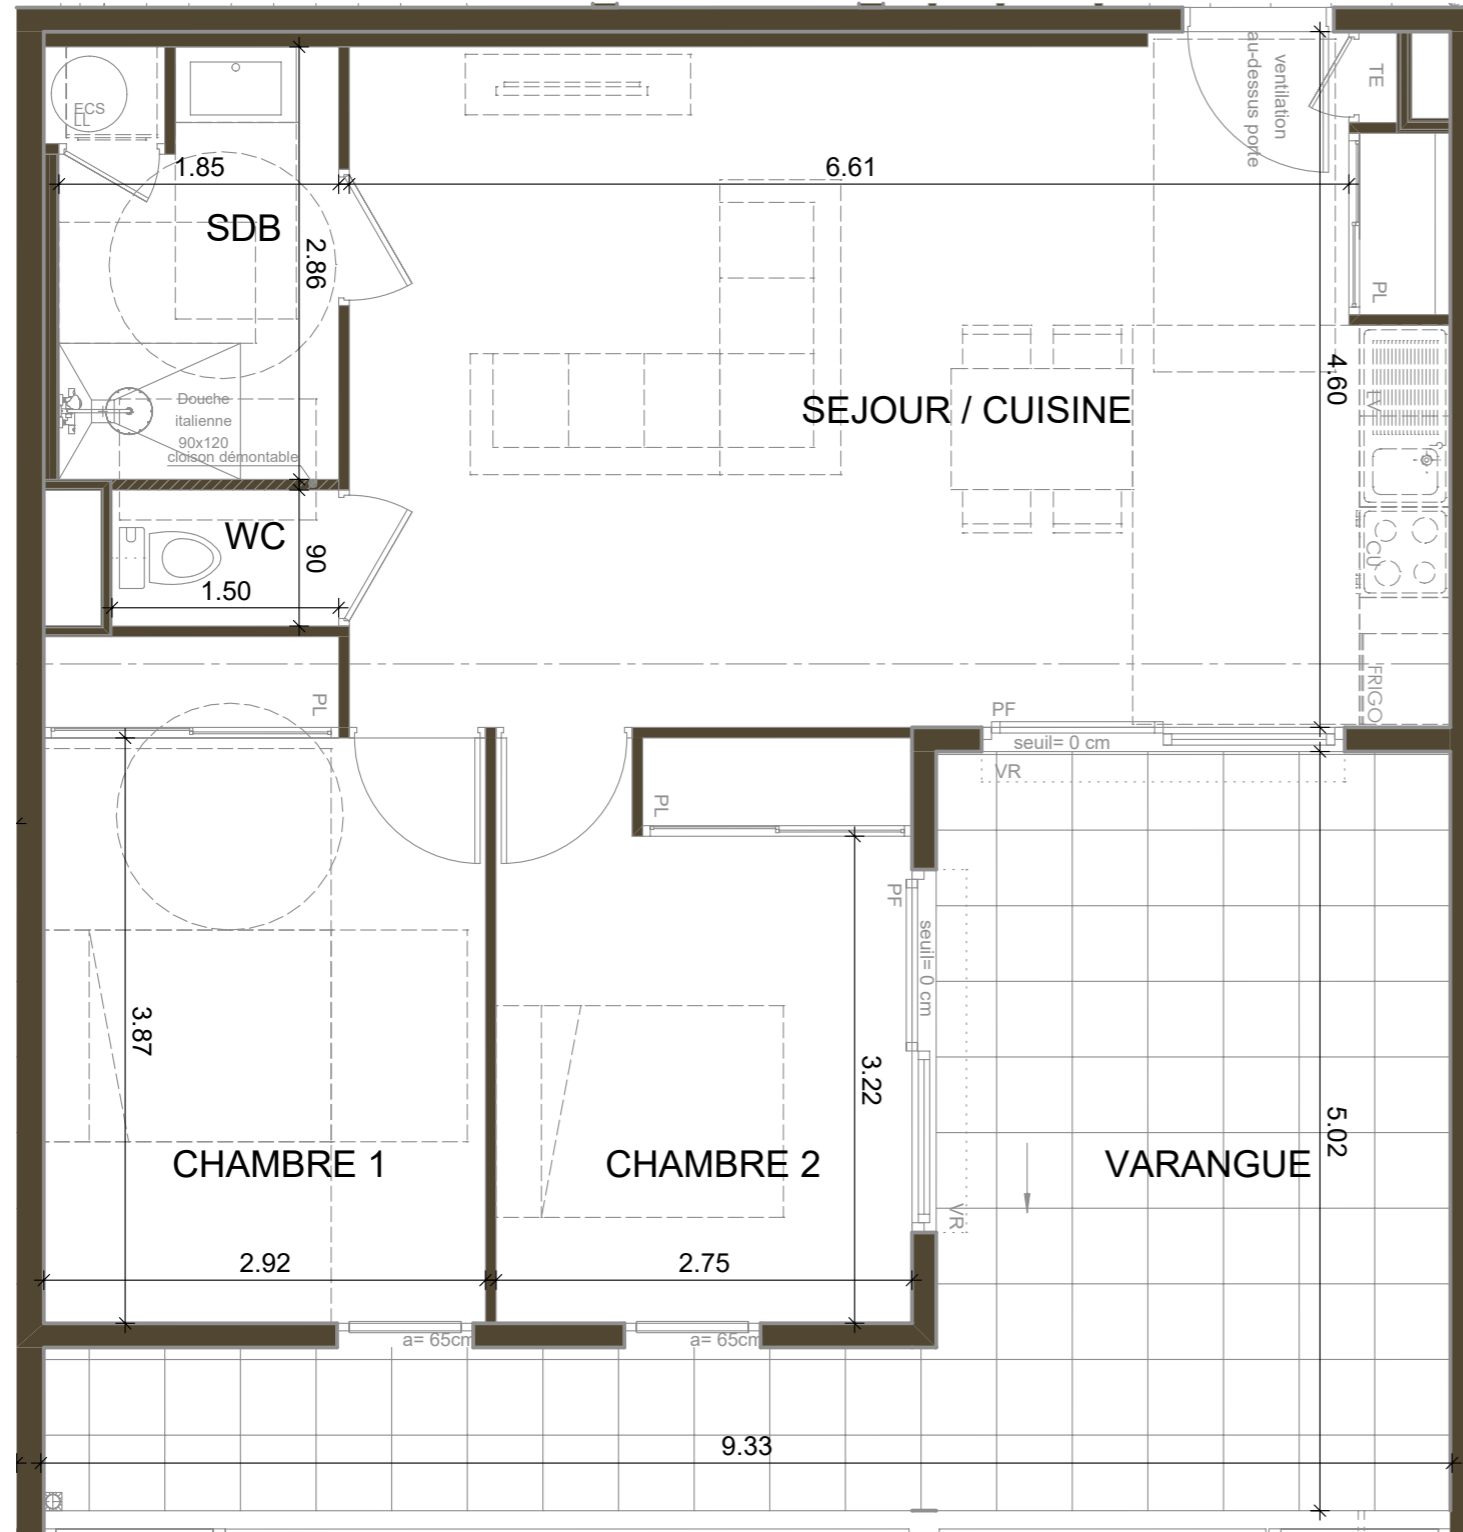 ventilation
au-dessus porte
TE
ECS
LL
1.85
6.61
SDB
2.86
PL
4.60
Douche
italienne
90x120
cloison démontable
SEJOUR / CUISINE
LV
WC
90
1.50
CU
FRIGO
PL
PF
seuil= 0 cm
VR
PL
PF
seuil= 0 cm
3.87
3.22
5.02
CHAMBRE 1
CHAMBRE 2
VARANGUE
VR
2.92
2.75
a= 65cm
a= 65cm
9.33